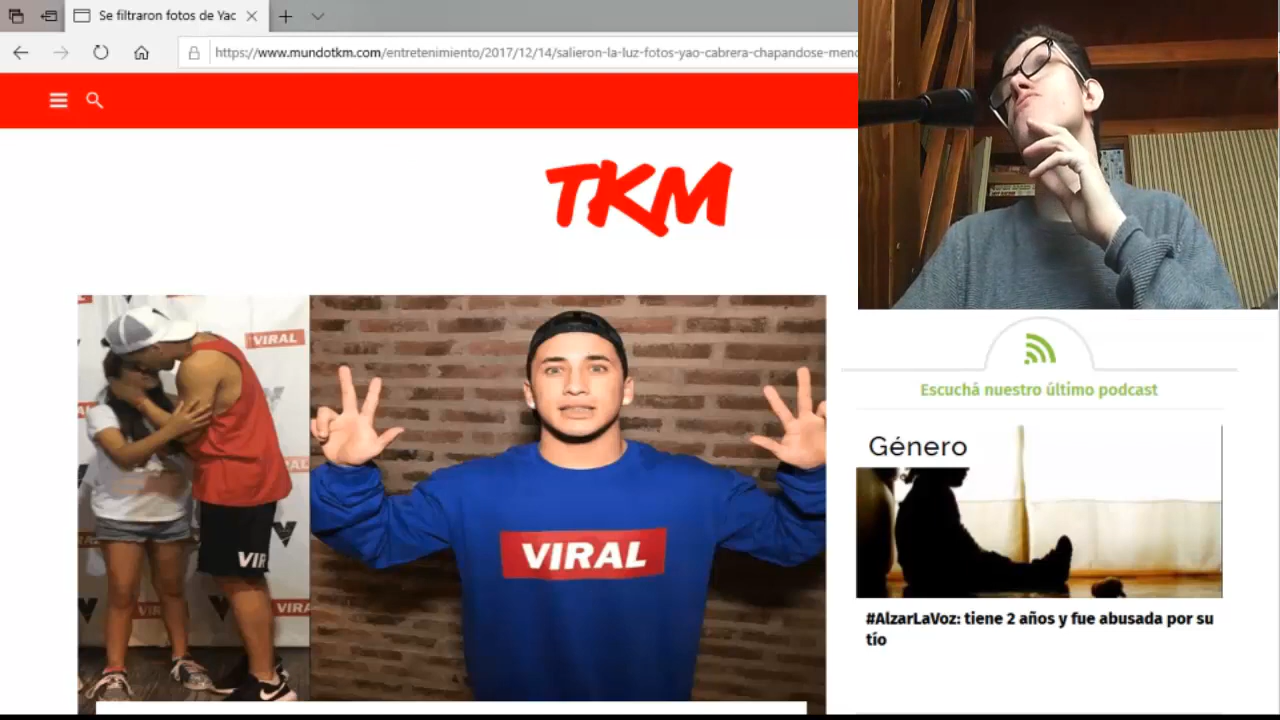 Se filtraron fotos de Yac
https://www.mundotkm.com/entretenimiento/2017/12/14/salieron-la-luz-fotos-yao-cabrera-chapandose-meno
TKM
VIRAL
VIRAL
VIRAL
VIRA
VIR
Escuchá nuestro último podcast
Género
#AlzarLaVoz: tiene 2 años y fue abusada por su
tío